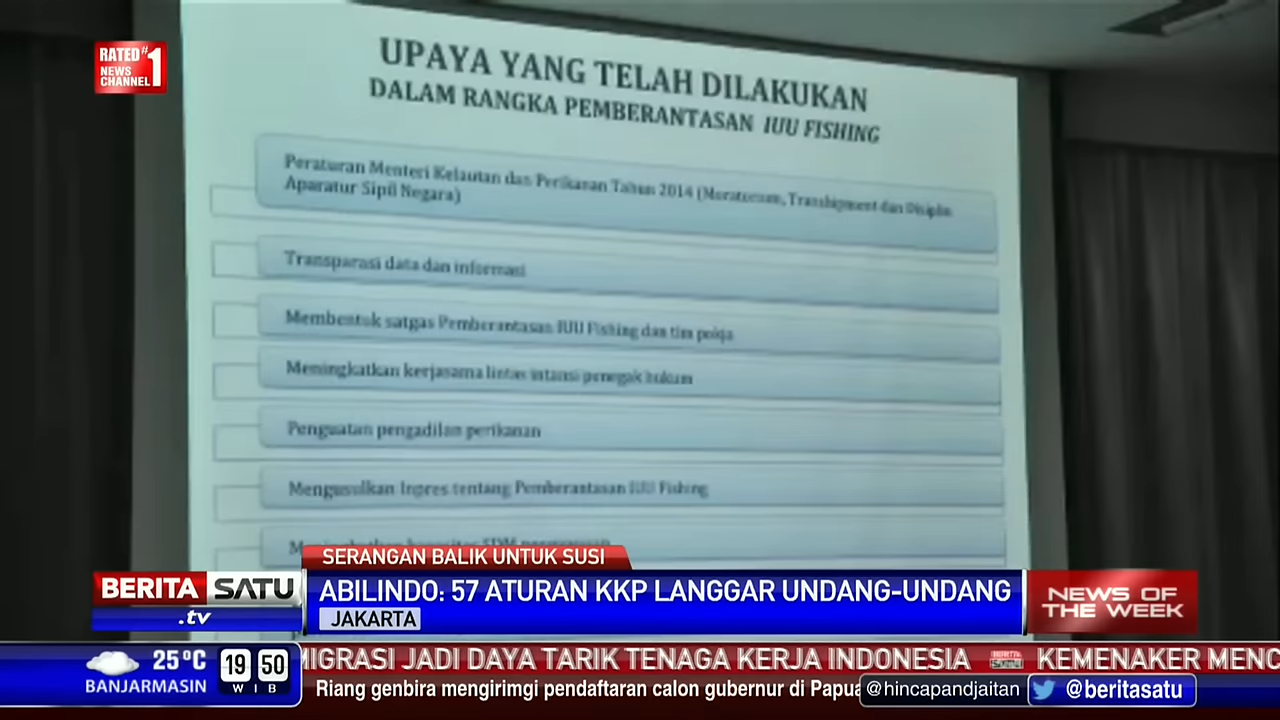 RATED #1
NEWS
CHANNEL
UPAYA YANG TELAH DILAKUKAN
DALAM RANGKA PEMBERANTASAN IUU FISHING
Peraturan Menteri Kelautan dan Perikanan Tahun 2014 (Moratorium, Transhipment dan Disiplin
Aparatur Sipil Negara)
Transparasi data dan informasi
Membentuk satgas Pemberantasan IUU Fishing dan tim pokja
Meningkatkan kerjasama lintas intansi penegak hukum
Penguatan pengadilan perikanan
Mengusulkan Inpres tentang Pemberantasan IUU Fishing
SERANGAN BALIK UNTUK SUSI
BERITA SATU
.tv
ABILINDO: 57 ATURAN KKP LANGGAR UNDANG-UNDANG
JAKARTA
NEWS OF
THE WEEK
25°C
BANJARMASIN
19 50
WIB
MIGRASI JADI DAYA TARIK TENAGA KERJA INDONESIA BERITA SATU KEMENAKER MENC
Riang genbira mengirimgi pendaftaran calon gubernur di Papua @hincapandjaitan @beritasatu